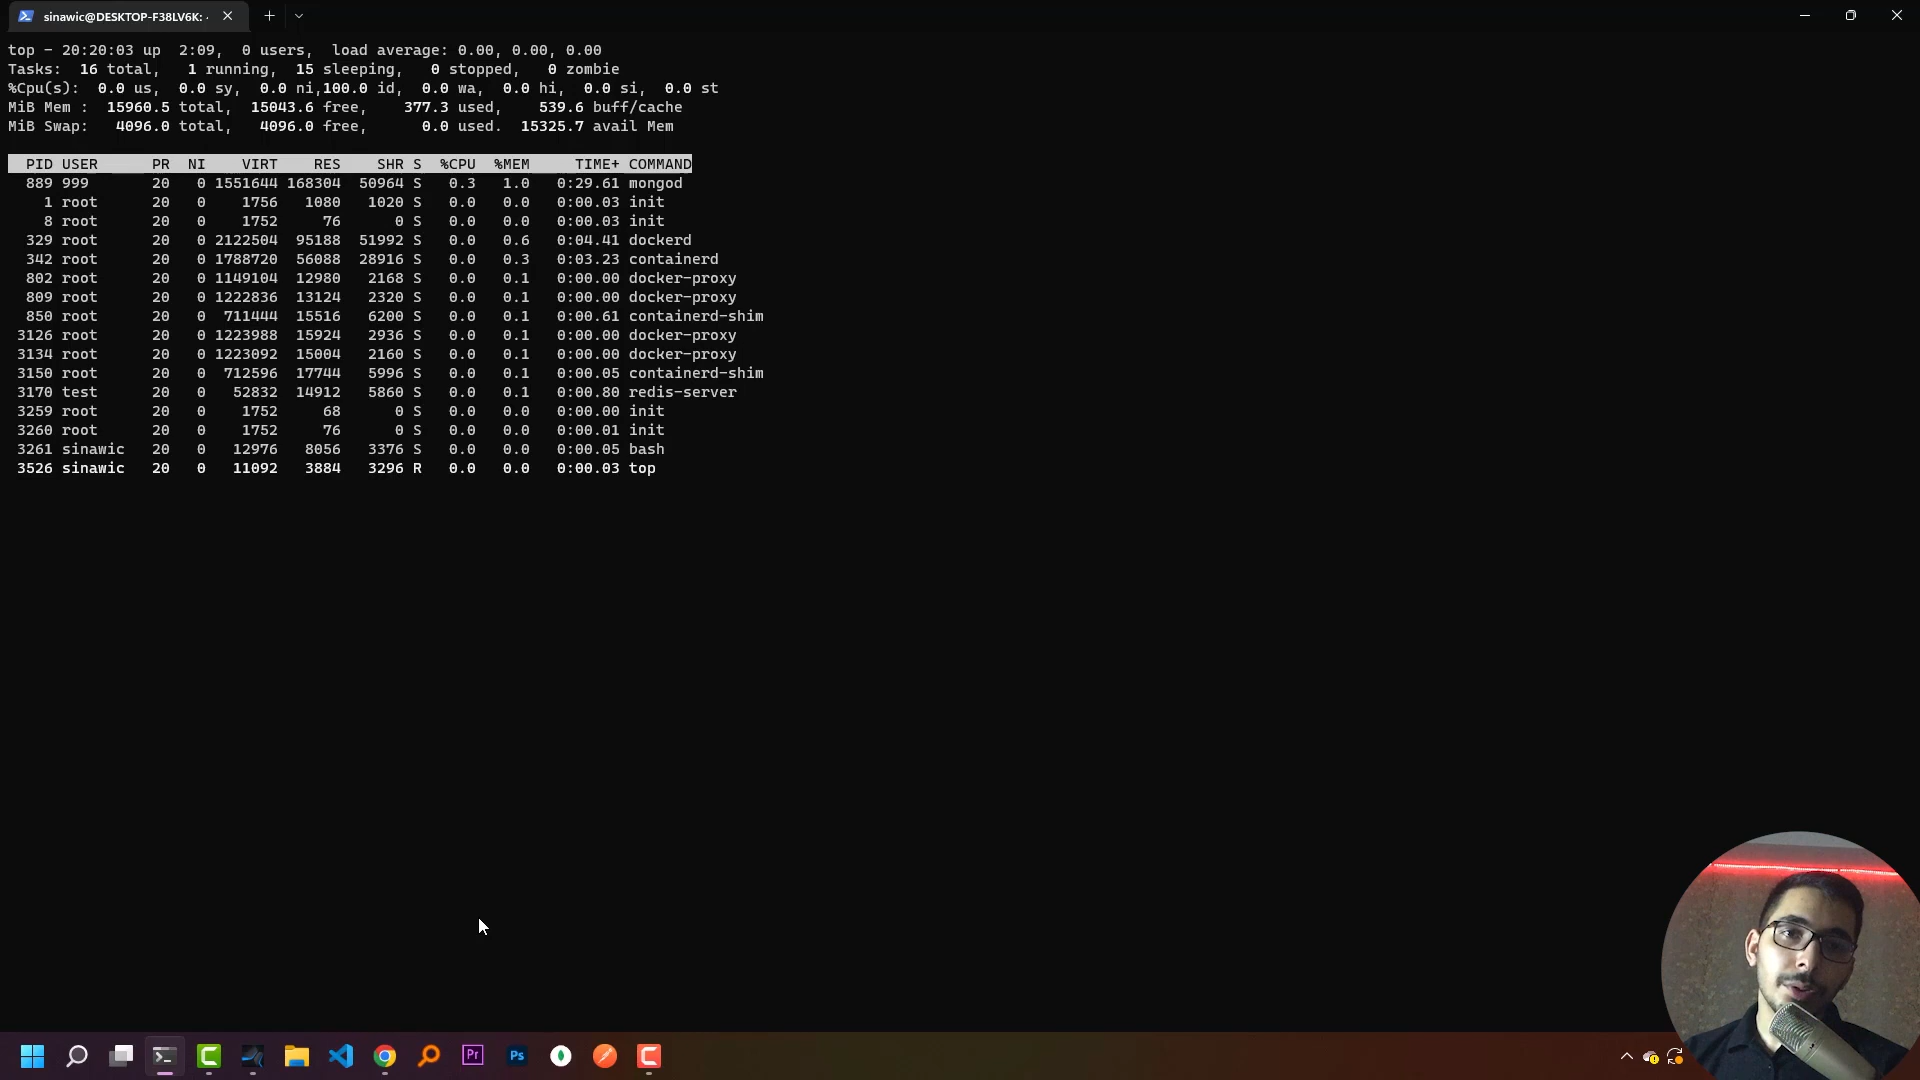 sinawic@DESKTOP-F38LV6K: ·
top - 20:20:03 up  2:09,  0 users,  load average: 0.00, 0.00, 0.00
Tasks:  16 total,   1 running,  15 sleeping,   0 stopped,   0 zombie
%Cpu(s):  0.0 us,  0.0 sy,  0.0 ni,100.0 id,  0.0 wa,  0.0 hi,  0.0 si,  0.0 st
MiB Mem :  15960.5 total,  15043.6 free,    377.3 used,    539.6 buff/cache
MiB Swap:   4096.0 total,   4096.0 free,      0.0 used.  15325.7 avail Mem
PID USER      PR  NI    VIRT    RES    SHR S  %CPU  %MEM     TIME+ COMMAND
889 999       20   0 1551644 168304  50964 S   0.3   1.0   0:29.61 mongod
1 root      20   0    1756   1080   1020 S   0.0   0.0   0:00.03 init
8 root      20   0    1752     76      0 S   0.0   0.0   0:00.03 init
329 root      20   0 2122504  95188  51992 S   0.0   0.6   0:04.41 dockerd
342 root      20   0 1788720  56088  28916 S   0.0   0.3   0:03.23 containerd
802 root      20   0 1149104  12980   2168 S   0.0   0.1   0:00.00 docker-proxy
809 root      20   0 1222836  13124   2320 S   0.0   0.1   0:00.00 docker-proxy
850 root      20   0  711444  15516   6200 S   0.0   0.1   0:00.61 containerd-shim
3126 root      20   0 1223988  15924   2936 S   0.0   0.1   0:00.00 docker-proxy
3134 root      20   0 1223092  15004   2160 S   0.0   0.1   0:00.00 docker-proxy
3150 root      20   0  712596  17744   5996 S   0.0   0.1   0:00.05 containerd-shim
3170 test      20   0   52832  14912   5860 S   0.0   0.1   0:00.80 redis-server
3259 root      20   0    1752     68      0 S   0.0   0.0   0:00.00 init
3260 root      20   0    1752     76      0 S   0.0   0.0   0:00.01 init
3261 sinawic   20   0   12976   8056   3376 S   0.0   0.0   0:00.05 bash
3526 sinawic   20   0   11092   3884   3296 R   0.0   0.0   0:00.03 top
Pr
Ps